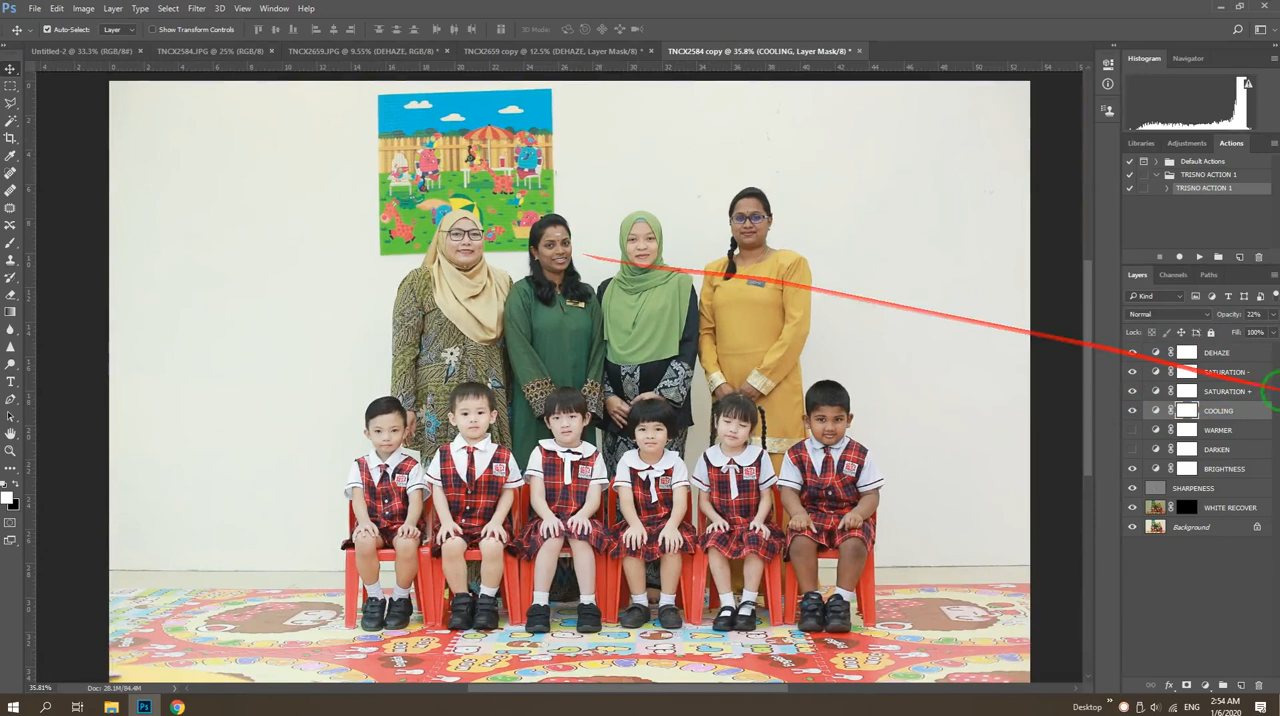 Ps File Edit Image Layer Type Select Filter 3D View Window Help
Auto-Select: Layer Show Transform Controls 3D Mode:
Untitled-2 @ 33.3% (RGB/8#) × TNCX2584.JPG @ 25% (RGB/8) × TNCX2659.JPG @ 9.55% (DEHAZE, RGB/8) * × TNCX2659 copy @ 12.5% (DEHAZE, Layer Mask/8) * × TNCX2584 copy @ 35.8% (COOLING, Layer Mask/8) * ×
Histogram Navigator
Libraries Adjustments Actions
Default Actions
TRISNO ACTION 1
TRISNO ACTION 1
Layers Channels Paths
Kind
Normal Opacity: 22%
Lock: Fill: 100%
DEHAZE
SATURATION -
SATURATION +
COOLING
WARMER
DARKEN
BRIGHTNESS
SHARPENESS
WHITE RECOVER
Background
35.81% Doc: 28.1M/84.4M
Desktop ENG 2:54 AM
1/6/2020